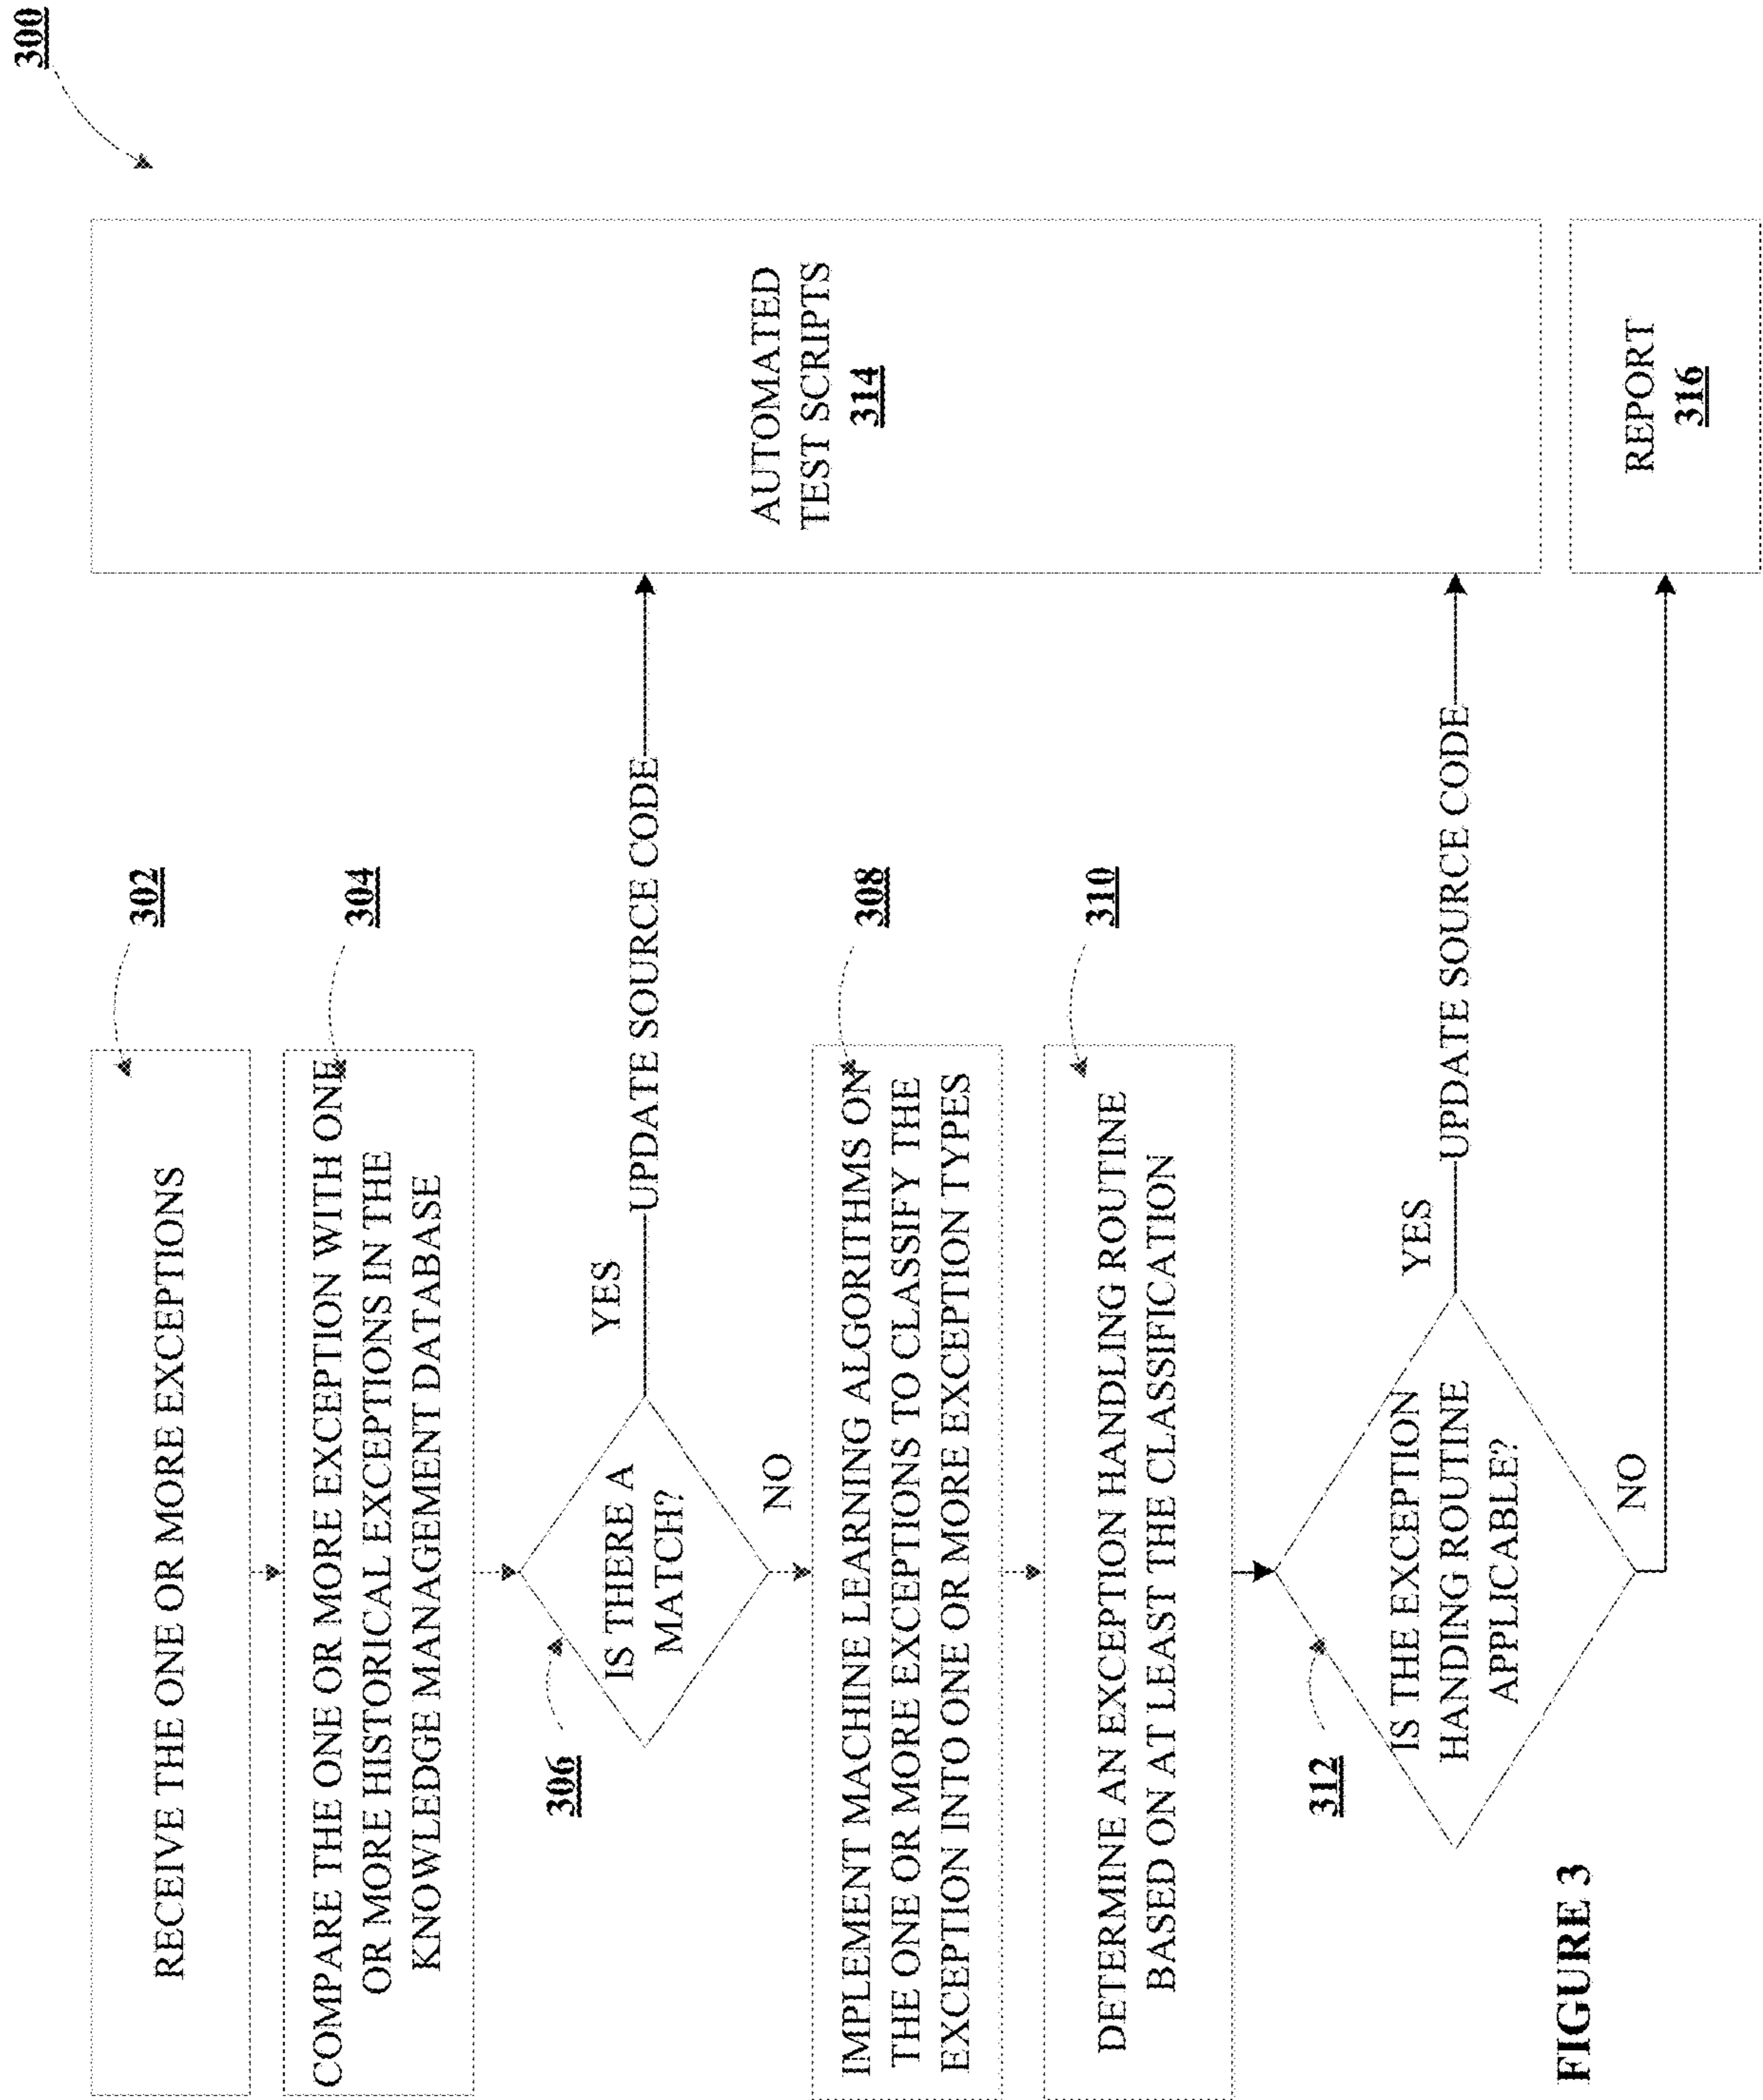 300
302
RECEIVE THE ONE OR MORE EXCEPTIONS
304
COMPARE THE ONE OR MORE EXCEPTION WITH ONE
OR MORE HISTORICAL EXCEPTIONS IN THE
KNOWLEDGE MANAGEMENT DATABASE
306
IS THERE A
MATCH?
YES
UPDATE SOURCE CODE
NO
308
IMPLEMENT MACHINE LEARNING ALGORITHMS ON
THE ONE OR MORE EXCEPTIONS TO CLASSIFY THE
EXCEPTION INTO ONE OR MORE EXCEPTION TYPES
310
DETERMINE AN EXCEPTION HANDLING ROUTINE
BASED ON AT LEAST THE CLASSIFICATION
312
IS THE EXCEPTION
HANDING ROUTINE
APPLICABLE?
YES
UPDATE SOURCE CODE
NO
AUTOMATED
TEST SCRIPTS
314
REPORT
316
FIGURE 3